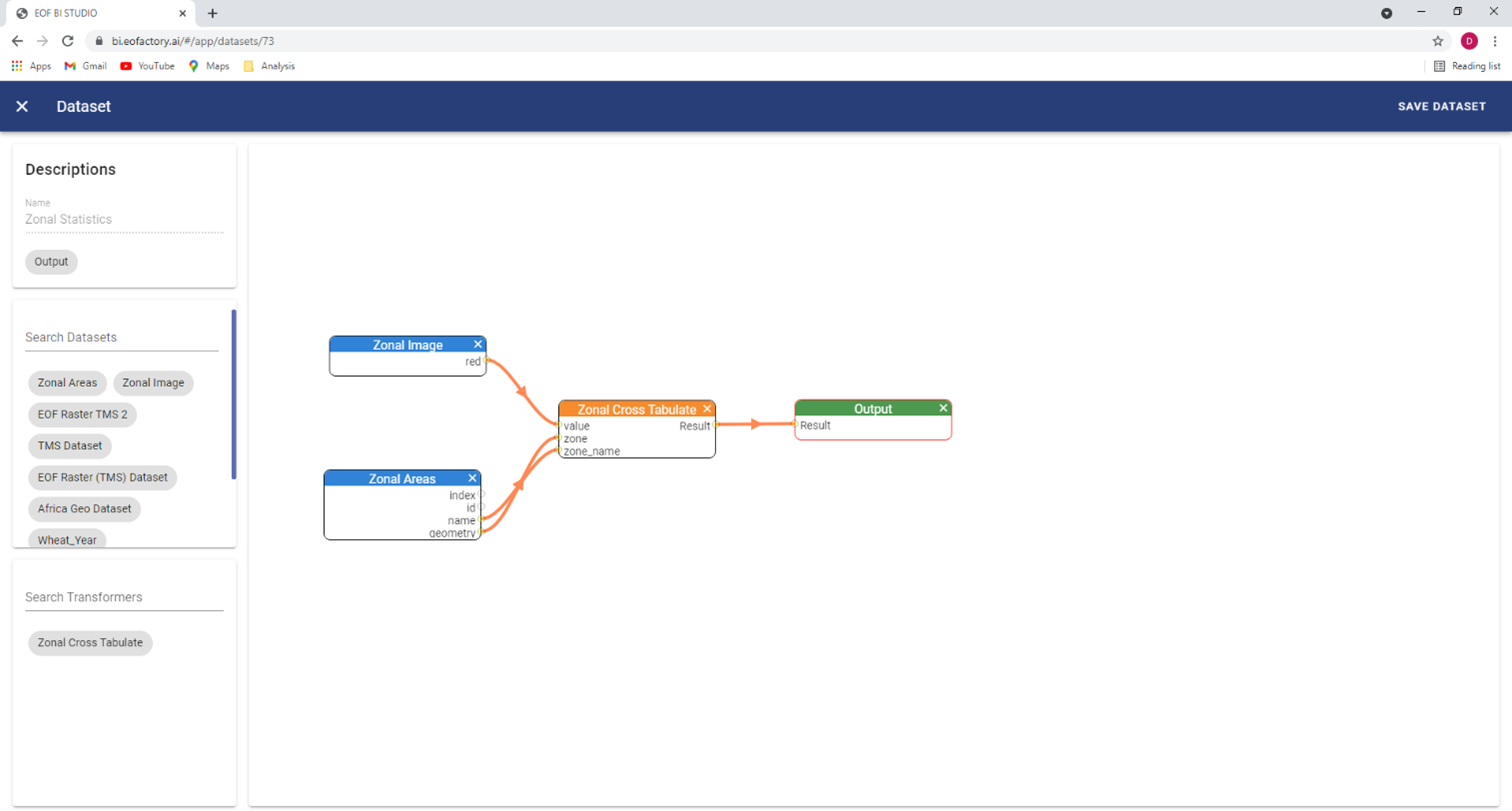 EOF BI STUDIO
bi.eofactory.ai/#/app/datasets/73
D
Apps Gmail YouTube Maps Analysis Reading list
Dataset SAVE DATASET
Descriptions
Name
Zonal Statistics
Output
Search Datasets
Zonal Areas Zonal Image
EOF Raster TMS 2
TMS Dataset
EOF Raster (TMS) Dataset
Africa Geo Dataset
Wheat_Year
Search Transformers
Zonal Cross Tabulate
Zonal Image
red
Zonal Areas
index
id
name
geometry
Zonal Cross Tabulate
value Result
zone
zone_name
Output
Result